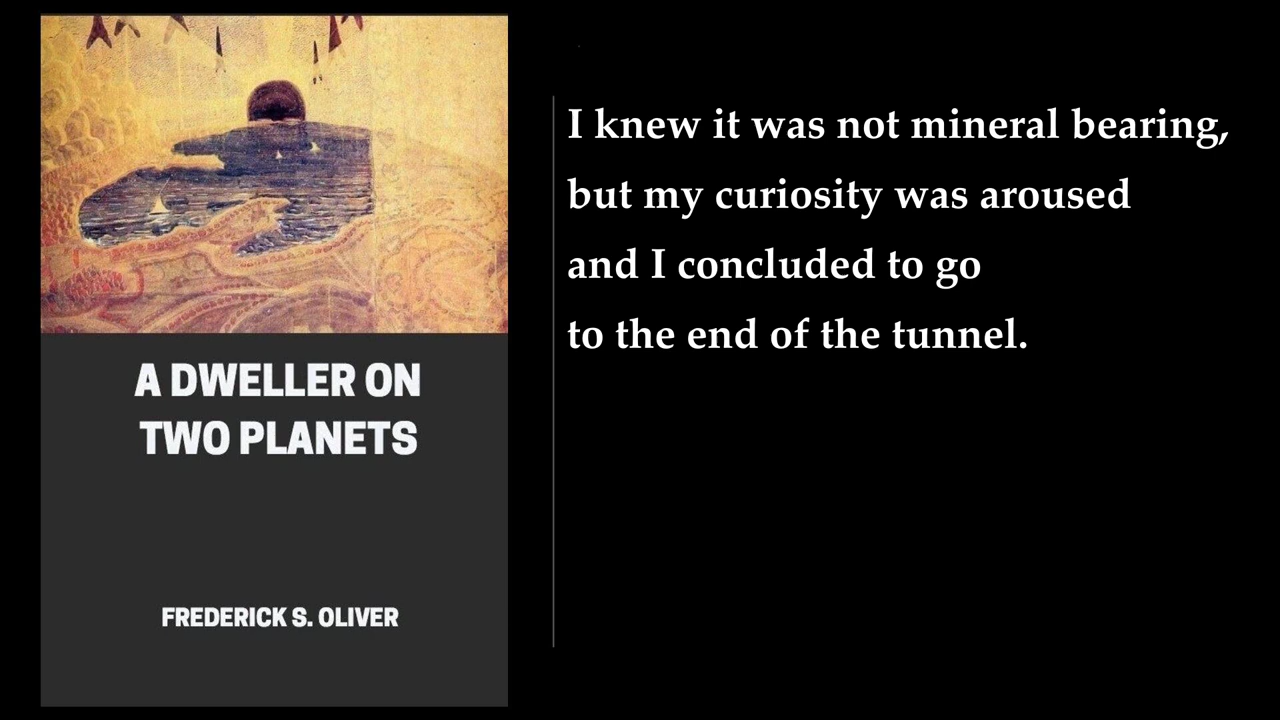 A DWELLER ON
TWO PLANETS
FREDERICK S. OLIVER
I knew it was not mineral bearing,
but my curiosity was aroused
and I concluded to go
to the end of the tunnel.